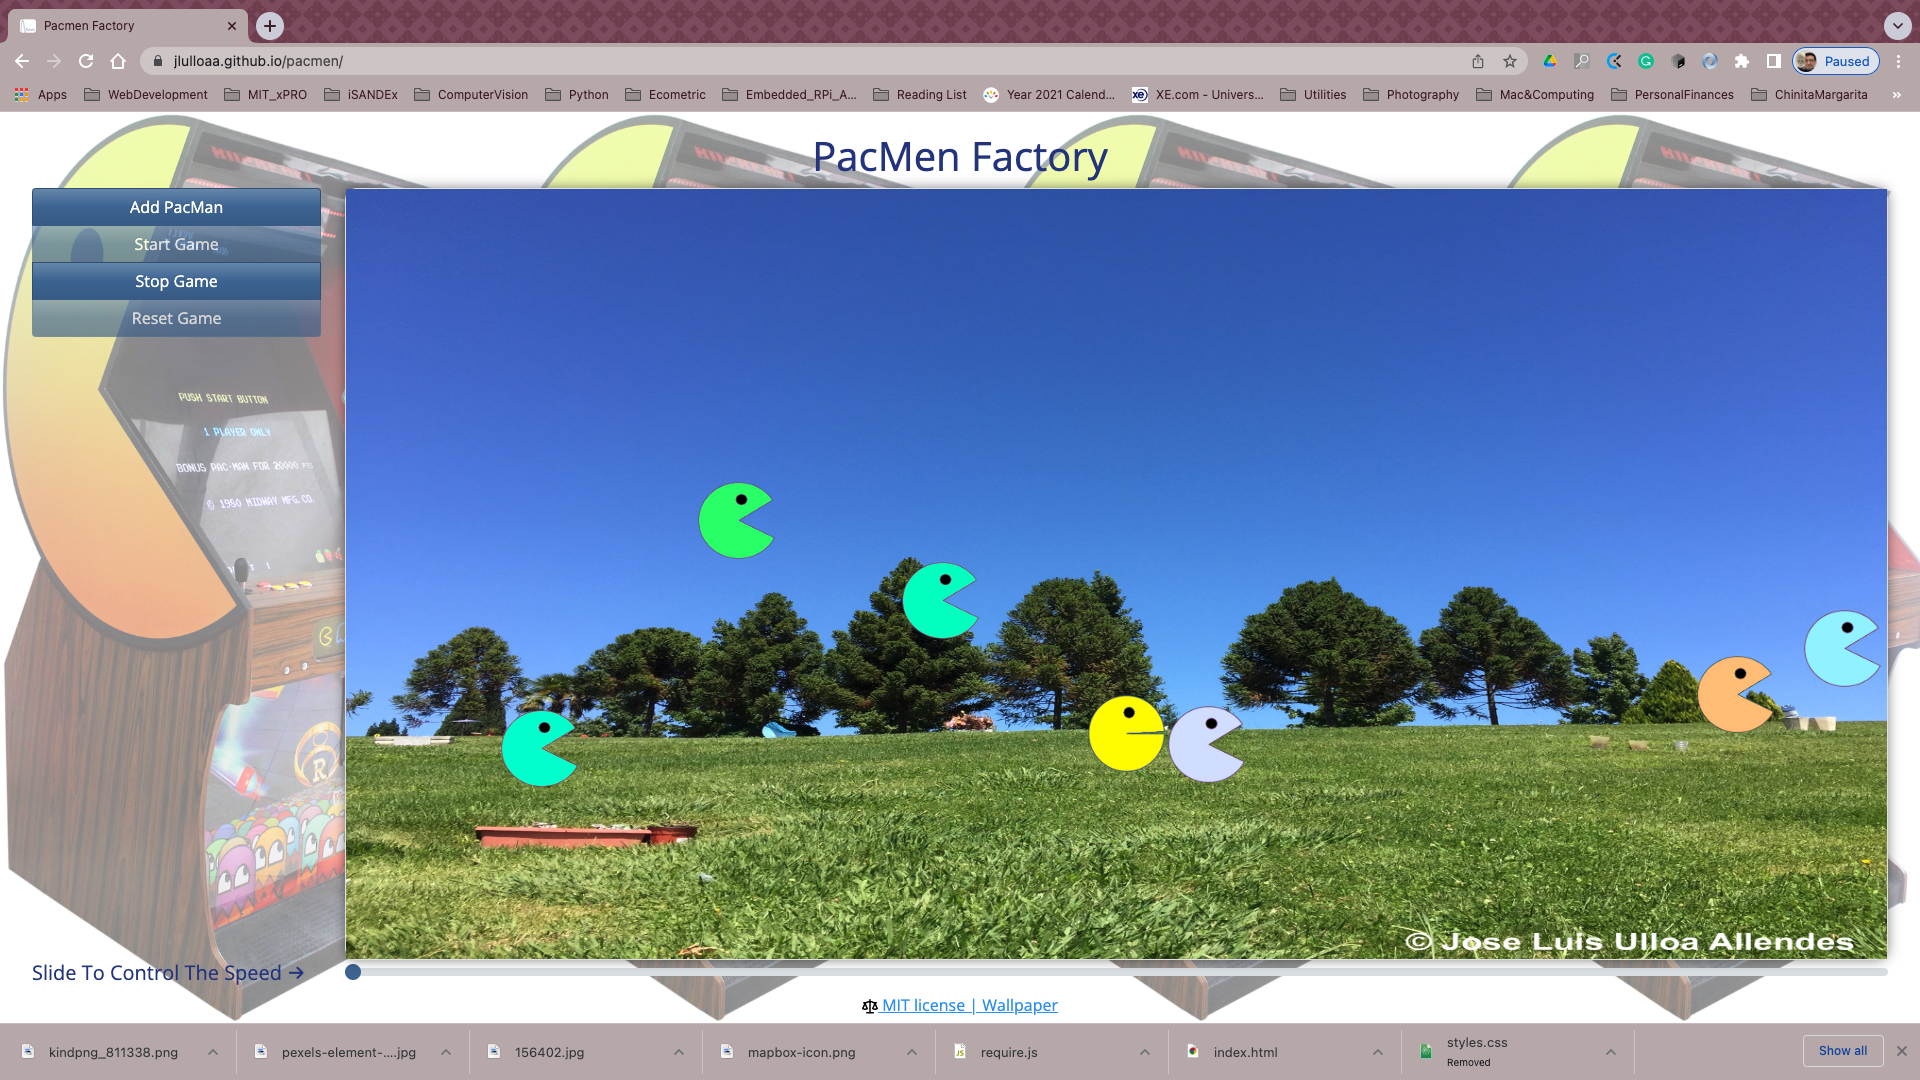 Pacmen Factory
jlulloaa.github.io/pacmen/
Paused
Apps WebDevelopment MIT_xPRO iSANDEx ComputerVision Python Ecometric Embedded_RPi_A... Reading List Year 2021 Calend... XE.com - Univers... Utilities Photography Mac&Computing PersonalFinances ChinitaMargarita »
PacMen Factory
Add PacMan
Start Game
Stop Game
Reset Game
PUSH START BUTTON
1 PLAYER ONLY
BONUS PAC-MAN FOR 20000 PTS
© 1980 MIDWAY MFG.CO.
© Jose Luis Ulloa Allendes
Slide To Control The Speed →
MIT license | Wallpaper
kindpng_811338.png pexels-element-....jpg 156402.jpg mapbox-icon.png require.js index.html styles.css
Removed
Show all